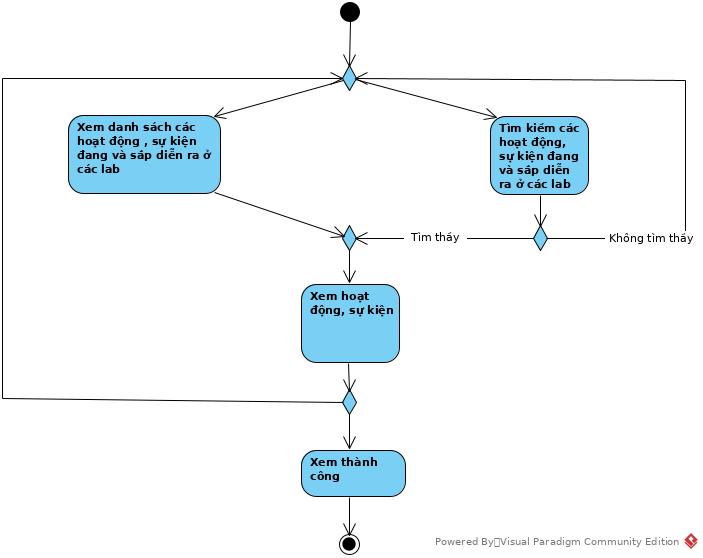 Xem danh sách các
hoạt động , sự kiện
đang và sắp diễn ra ở
các lab
Tìm kiếm các
hoạt động,
sự kiện đang
và sắp diễn
ra ở các lab
Tìm thấy
Không tìm thấy
Xem hoạt
động, sự kiện
Xem thành
công
Powered By Visual Paradigm Community Edition